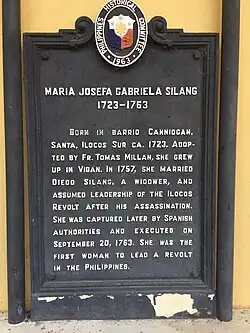 PHILIPPINES HISTORICAL COMMITTEE
1963
MARIA JOSEFA GABRIELA SILANG
1723-1763
BORN IN BARRIO CANNIOGAN,
SANTA, ILOCOS SUR CA. 1723. ADOP-
TED BY FR. TOMAS MILLAN, SHE GREW
UP IN VIGAN. IN 1757, SHE MARRIED
DIEGO SILANG, A WIDOWER, AND
ASSUMED LEADERSHIP OF THE ILOCOS
REVOLT AFTER HIS ASSASSINATION.
SHE WAS CAPTURED LATER BY SPANISH
AUTHORITIES AND EXECUTED ON
SEPTEMBER 20, 1763. SHE WAS THE
FIRST WOMAN TO LEAD A REVOLT
IN THE PHILIPPINES.